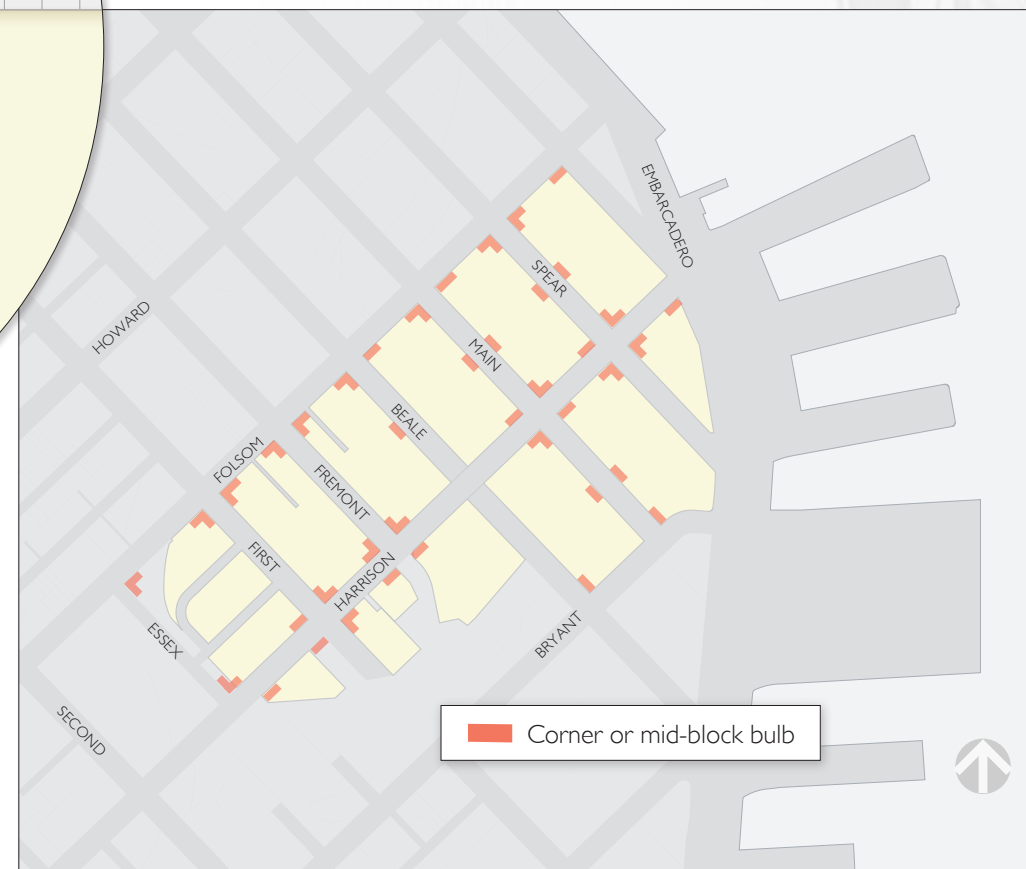 EMBARCADERO
SPEAR
HOWARD
MAIN
BEALE
FOLSOM
FREMONT
FIRST
HARRISON
ESSEX
BRYANT
SECOND
Corner or mid-block bulb